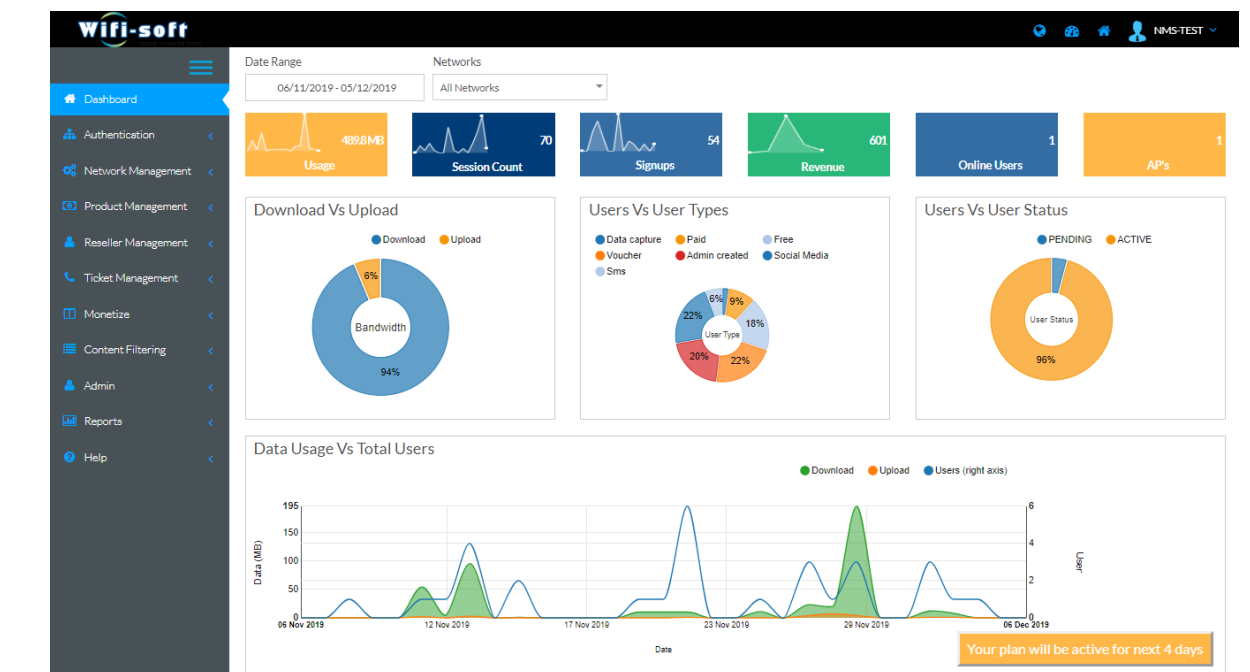 Wifi-soft
NMS-TEST
Date Range
Networks
06/11/2019 - 05/12/2019
All Networks
Dashboard
Authentication
Network Management
Product Management
Reseller Management
Ticket Management
Monetize
Content Filtering
Admin
Reports
Help
489.8 MB
Usage
70
Session Count
54
Signups
601
Revenue
1
Online Users
1
AP's
Download Vs Upload
Download Upload
6%
Bandwidth
94%
Users Vs User Types
Data capture Paid Free
Voucher Admin created Social Media
Sms
6% 9%
22% 18%
User Type
20% 22%
Users Vs User Status
PENDING ACTIVE
User Status
96%
Data Usage Vs Total Users
Download Upload Users (right axis)
195 6
150
4
100
2
50
0 0
Data (MB)
User
06 Nov 2019 12 Nov 2019 17 Nov 2019 23 Nov 2019 29 Nov 2019 06 Dec 2019
Date
Your plan will be active for next 4 days